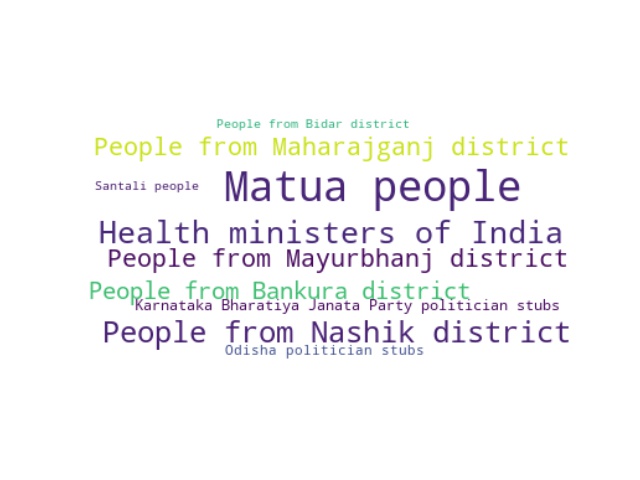 People from Bidar district
People from Maharajganj district
Santali people
Matua people
Health ministers of India
People from Mayurbhanj district
People from Bankura district
Karnataka Bharatiya Janata Party politician stubs
People from Nashik district
Odisha politician stubs